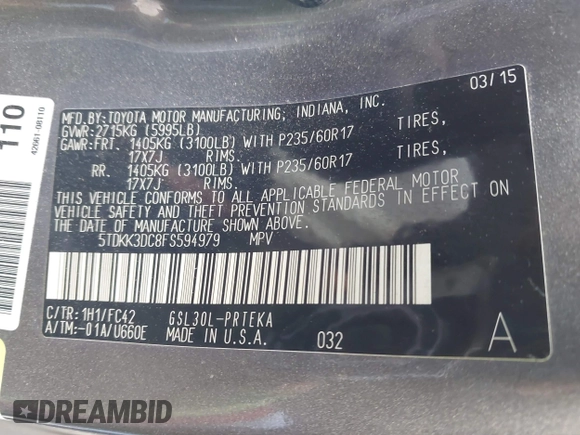 110
42661-08110
03/15
MFD.BY:TOYOTA MOTOR MANUFACTURING, INDIANA, INC.
GVWR:2715KG (5995LB)
GAWR:FRT. 1405KG (3100LB) WITH P235/60R17 TIRES,
17X7J RIMS.
RR. 1405KG (3100LB) WITH P235/60R17 TIRES,
17X7J RIMS.
THIS VEHICLE CONFORMS TO ALL APPLICABLE FEDERAL MOTOR
VEHICLE SAFETY AND THEFT PREVENTION STANDARDS IN EFFECT ON
THE DATE OF MANUFACTURE SHOWN ABOVE.
5TDKK3DC8FS594979 MPV
C/TR:1H1/FC42 GSL30L-PRTEKA
A/TM:-01A/U660E MADE IN U.S.A. 032 A
DREAMBID